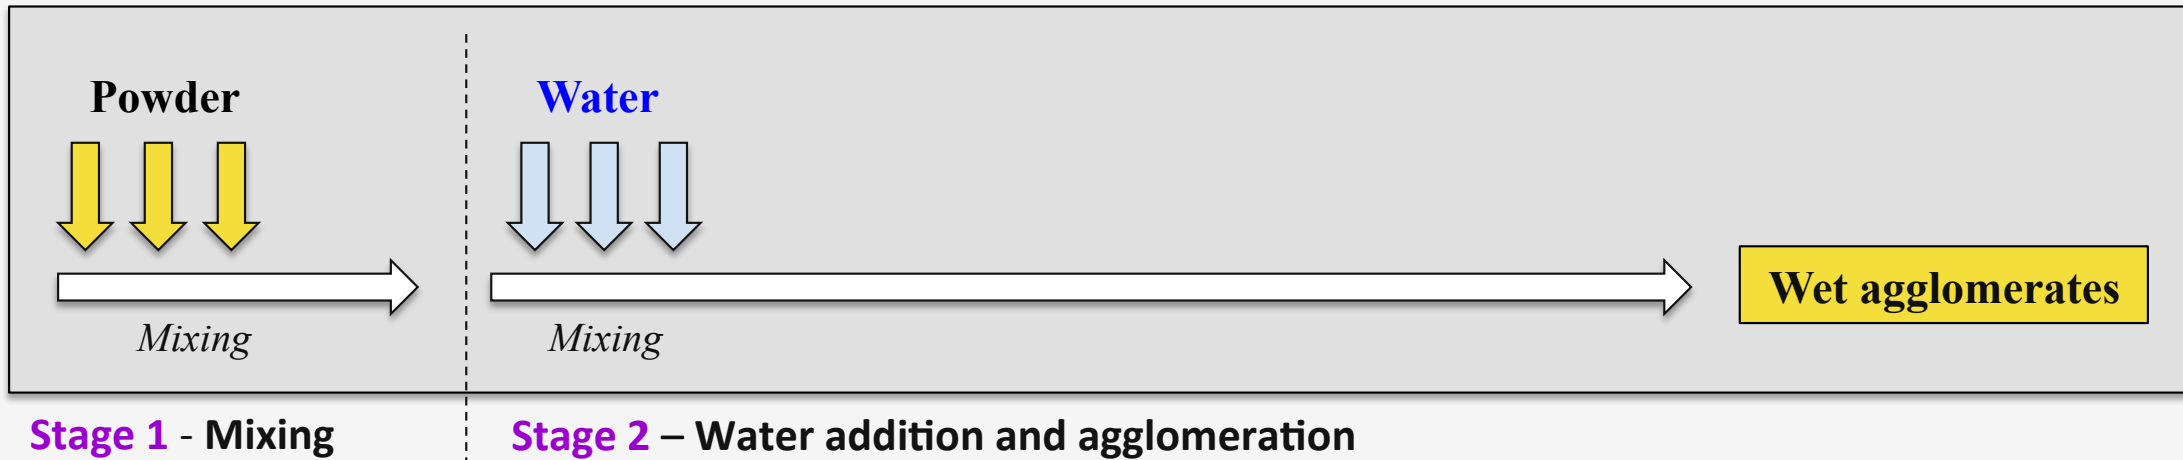 Powder
Water
Wet agglomerates
Mixing
Mixing
Stage 1 - Mixing
Stage 2 – Water addition and agglomeration